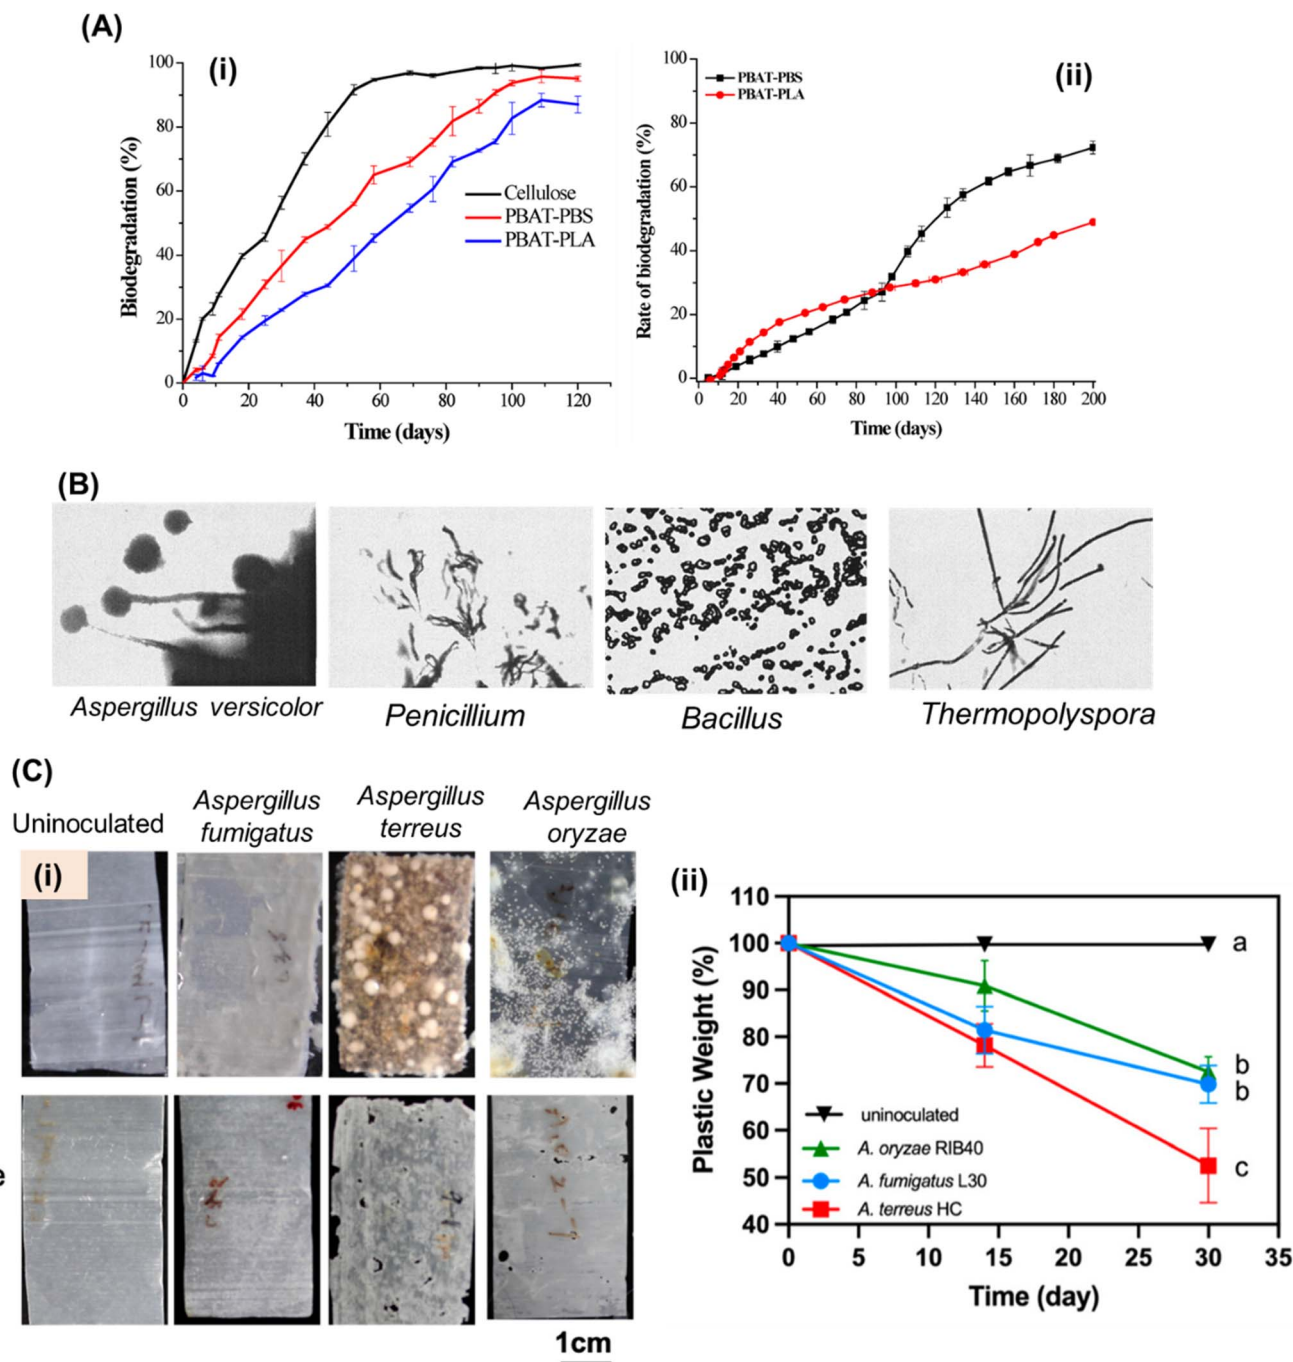 (A)
(i)
100
80
60
40
20
0
Biodegradation (%)
Cellulose
PBAT-PBS
PBAT-PLA
0 20 40 60 80 100 120
Time (days)
(ii)
100
80
60
40
20
0
Rate of biodegradation (%)
PBAT-PBS
PBAT-PLA
0 20 40 60 80 100 120 140 160 180 200
Time (days)
(B)
Aspergillus versicolor
Penicillium
Bacillus
Thermopolyspora
(C)
Uninoculated
Aspergillus
fumigatus
Aspergillus
terreus
Aspergillus
oryzae
(i)
1cm
(ii)
110
100
90
80
70
60
50
40
Plastic Weight (%)
a
b
b
c
uninoculated
A. oryzae RIB40
A. fumigatus L30
A. terreus HC
0 5 10 15 20 25 30 35
Time (day)